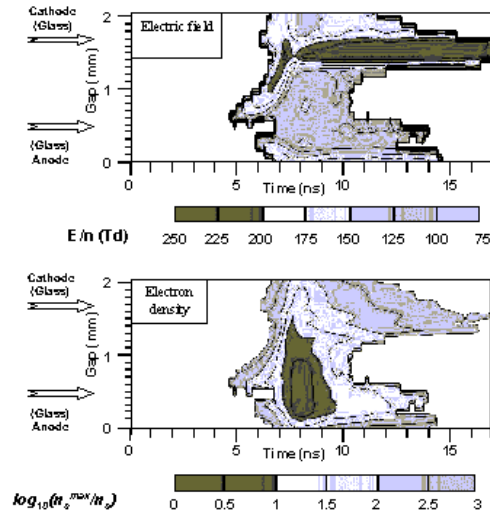 Cathode
(Glass)
Electric field
Gap (mm)
(Glass)
Anode
2
1
0
0 5 10 15
Time (ns)
E/n (Td)
250 225 200 175 150 125 100 75
Cathode
(Glass)
Electron
density
Gap (mm)
(Glass)
Anode
2
1
0
0 5 10 15
Time (ns)
log₁₀(nₑᵐᵃˣ/nₑ)
0 0.5 1 1.5 2 2.5 3